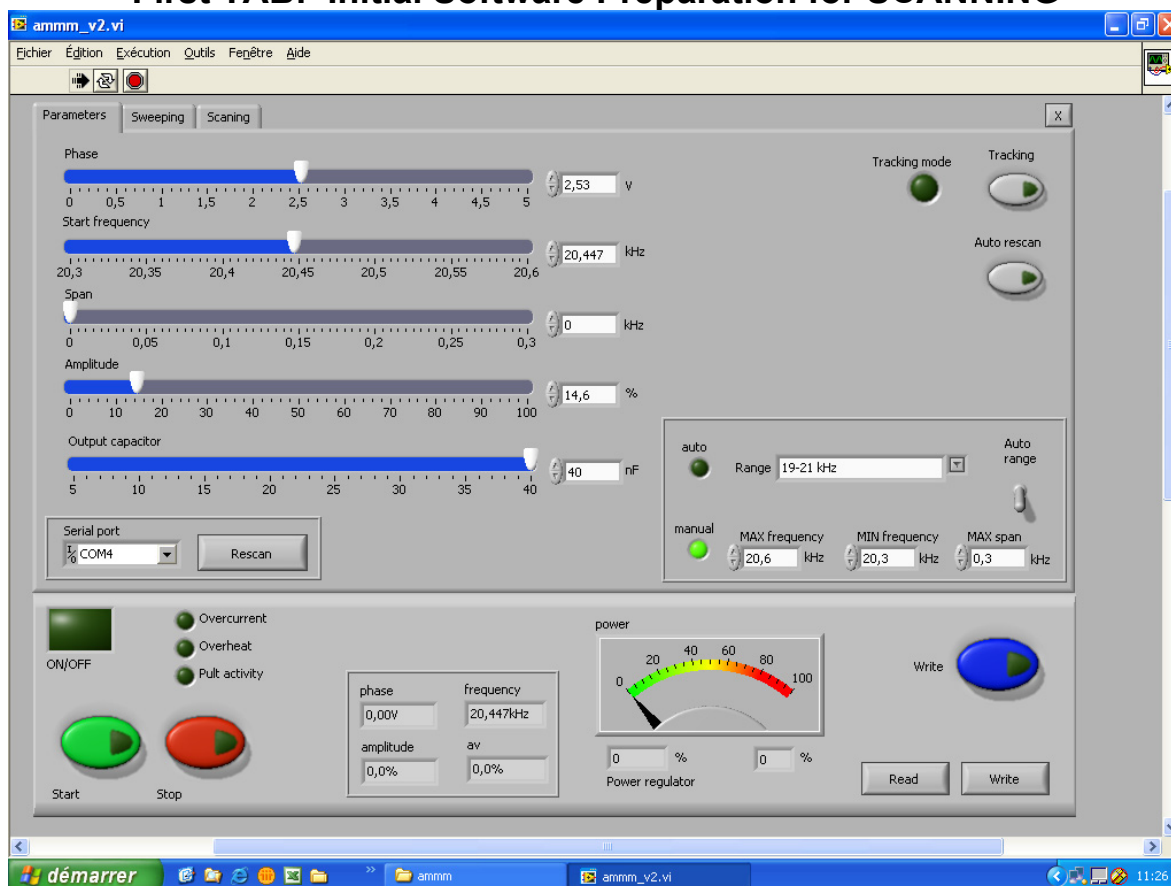 First TAB: Initial Software Preparation for SCANNING
ammm_v2.vi
Fichier Édition Exécution Outils Fenêtre Aide
Parameters Sweeping Scaning X
Phase
0 0,5 1 1,5 2 2,5 3 3,5 4 4,5 5
2,53 V
Tracking mode Tracking
Start frequency
20,3 20,35 20,4 20,45 20,5 20,55 20,6
20,447 kHz
Auto rescan
Span
0 0,05 0,1 0,15 0,2 0,25 0,3
0 kHz
Amplitude
0 10 20 30 40 50 60 70 80 90 100
14,6 %
Output capacitor
5 10 15 20 25 30 35 40
40 nF
auto Range 19-21 kHz Auto
range
manual MAX frequency MIN frequency MAX span
20,6 kHz 20,3 kHz 0,3 kHz
Serial port
I/O COM4 Rescan
ON/OFF
Overcurrent
Overheat
Pult activity
Start Stop
phase frequency
0,00V 20,447kHz
amplitude av
0,0% 0,0%
power
0 20 40 60 80 100
0 % 0 %
Power regulator
Write
Read Write
démarrer ammm ammm_v2.vi 11:26